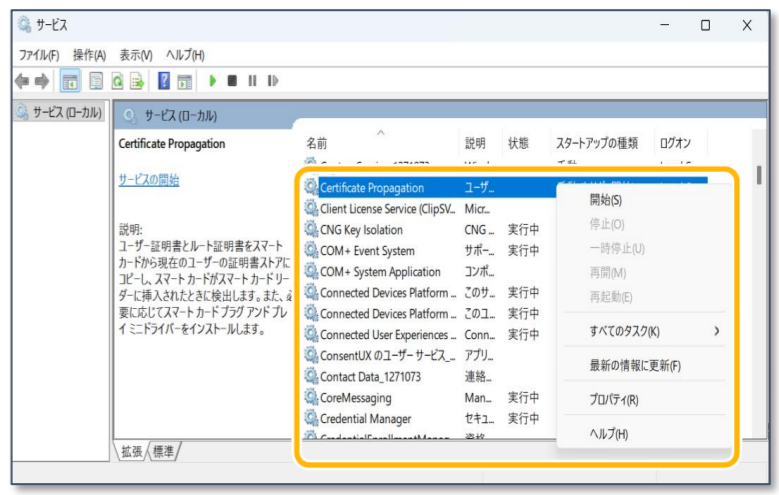 サービス
ファイル(F) 操作(A) 表示(V) ヘルプ(H)
サービス (ローカル)
サービス (ローカル)
Certificate Propagation
サービスの開始
説明:
ユーザー証明書とルート証明書をスマート
カードから現在のユーザーの証明書ストアに
コピーし、スマート カードがスマート カード リー
ダーに挿入されたときに検出します。また、必
要に応じてスマート カード プラグ アンド プレ
イ ミニドライバーをインストールします。
名前 説明 状態 スタートアップの種類 ログオン
Certificate Propagation ユーザ...
Client License Service (ClipSV... Micr...
CNG Key Isolation CNG ... 実行中
COM+ Event System サポー... 実行中
COM+ System Application コンポ...
Connected Devices Platform ... このサ... 実行中
Connected Devices Platform ... このユ... 実行中
Connected User Experiences ... Conn... 実行中
ConsentUX のユーザー サービス_... アプリ...
Contact Data_1271073 連絡...
CoreMessaging Man... 実行中
Credential Manager セキュ... 実行中
開始(S)
停止(O)
一時停止(U)
再開(M)
再起動(E)
すべてのタスク(K)
最新の情報に更新(F)
プロパティ(R)
ヘルプ(H)
拡張 標準